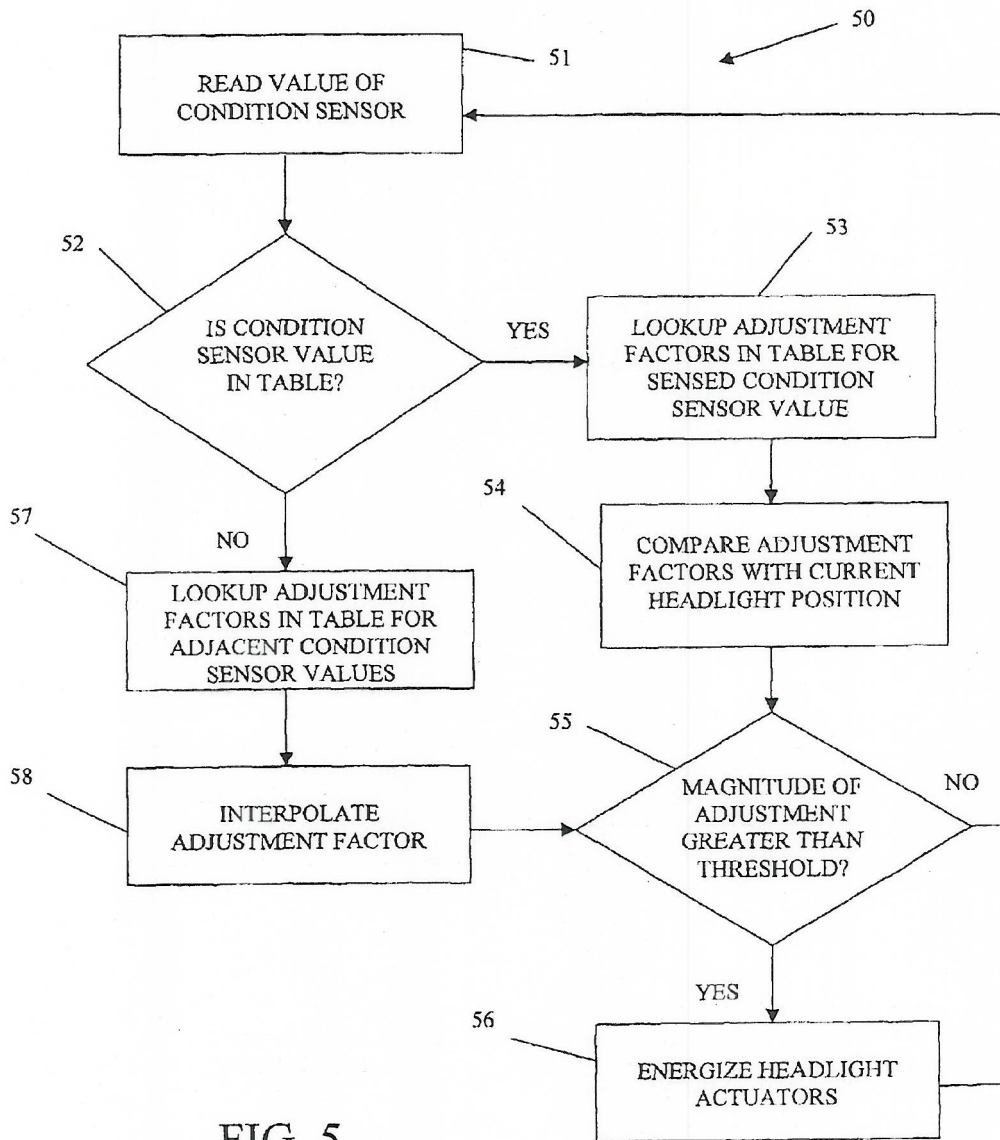 50
51
READ VALUE OF
CONDITION SENSOR
52
IS CONDITION
SENSOR VALUE
IN TABLE?
YES
53
LOOKUP ADJUSTMENT
FACTORS IN TABLE FOR
SENSED CONDITION
SENSOR VALUE
54
COMPARE ADJUSTMENT
FACTORS WITH CURRENT
HEADLIGHT POSITION
57
NO
LOOKUP ADJUSTMENT
FACTORS IN TABLE FOR
ADJACENT CONDITION
SENSOR VALUES
58
INTERPOLATE
ADJUSTMENT FACTOR
55
MAGNITUDE OF
ADJUSTMENT
GREATER THAN
THRESHOLD?
NO
YES
56
ENERGIZE HEADLIGHT
ACTUATORS
FIG. 5